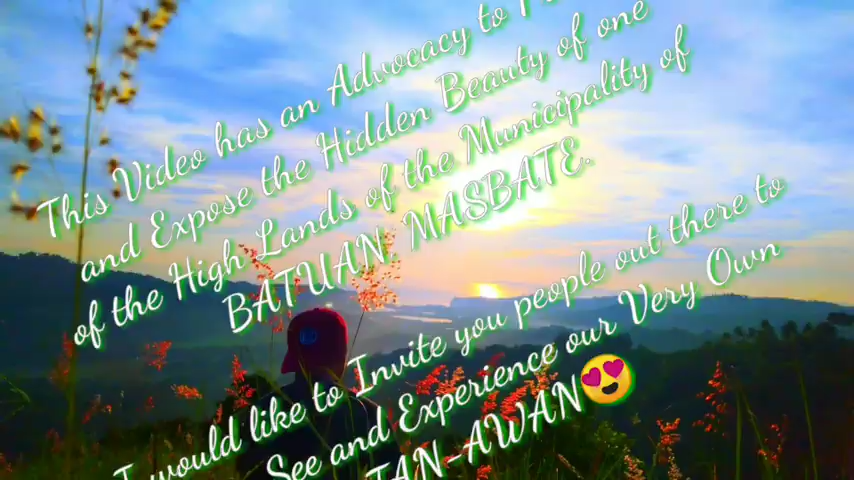 This Video has an Advocacy to
and Expose the Hidden Beauty of one
of the High Lands of the Municipality of
BATUAN, MASBATE.
I would like to Invite you people out there to
See and Experience our Very Own
TAN-AWAN😍